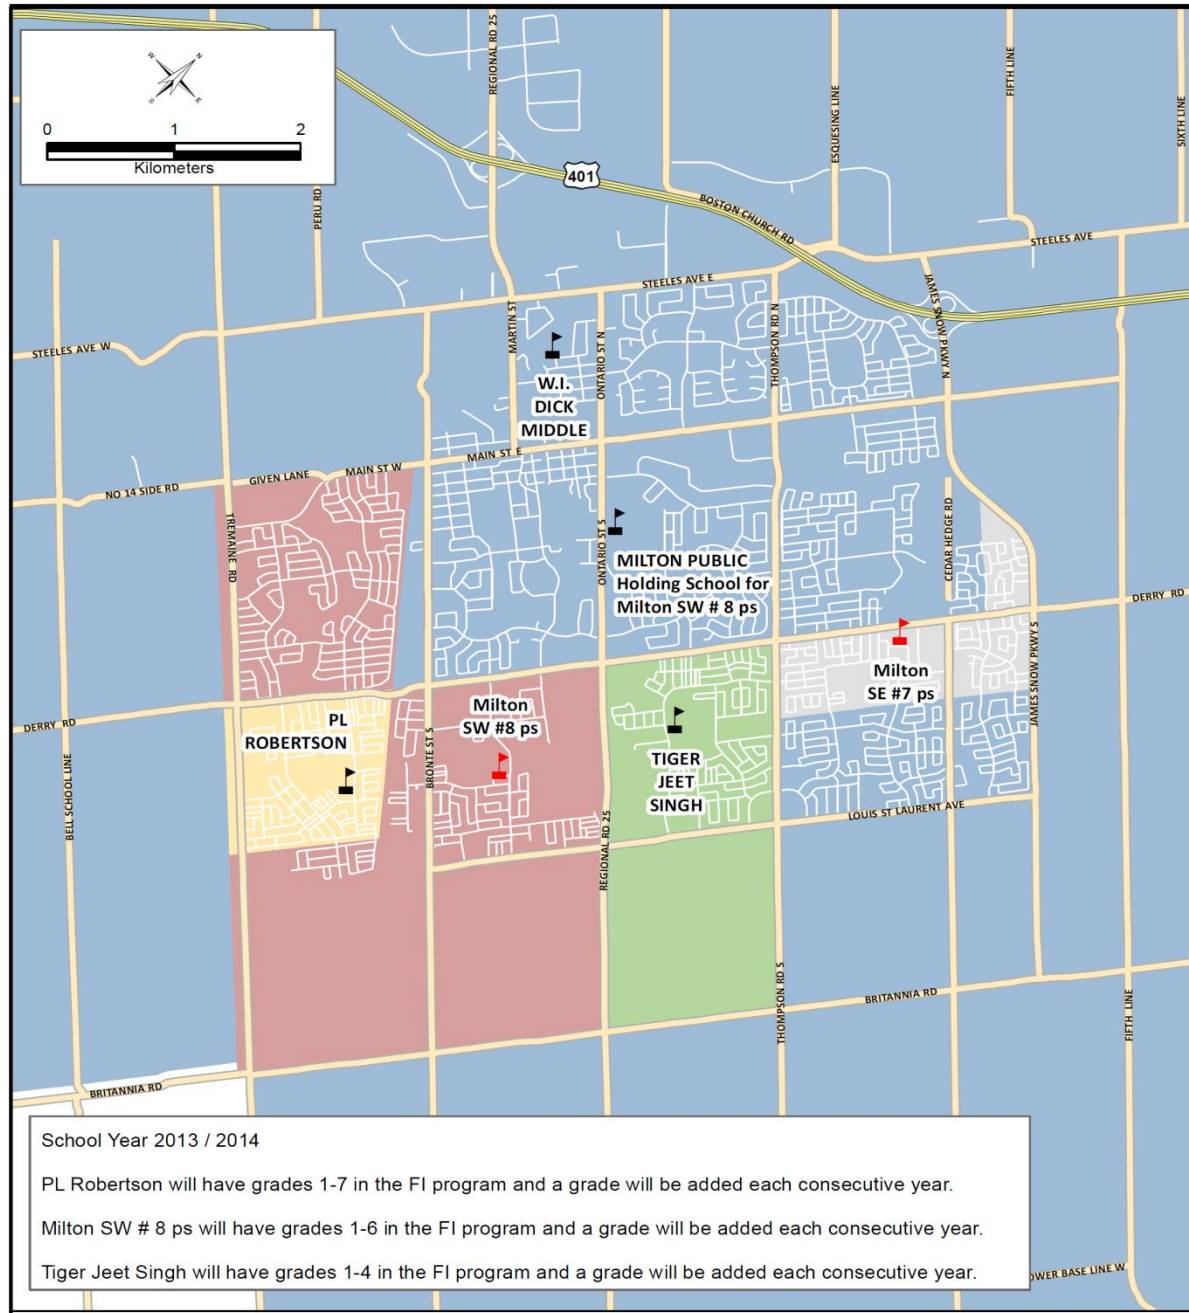 W
N
S
E
0 1 2
Kilometers
REGIONAL RD 25
ESQUESING LINE
FIFTH LINE
SIXTH LINE
PERU RD
401
BOSTON CHURCH RD
STEELES AVE
STEELES AVE E
JAMES SNOW PKWY N
STEELES AVE W
MARTIN ST
ONTARIO ST N
THOMPSON RD N
W.I.
DICK
MIDDLE
MAIN ST E
MAIN ST W
GIVEN LANE
NO 14 SIDE RD
TREMAINE RD
ONTARIO ST S
CEDAR HEDGE RD
MILTON PUBLIC
Holding School for
Milton SW # 8 ps
DERRY RD
JAMES SNOW PKWY S
Milton
SE #7 ps
Milton
SW #8 ps
PL
ROBERTSON
DERRY RD
BELL SCHOOL LINE
BRONTE ST S
TIGER
JEET
SINGH
LOUIS ST LAURENT AVE
REGIONAL RD 25
THOMPSON RD S
BRITANNIA RD
FIFTH LINE
BRITANNIA RD
School Year 2013 / 2014
PL Robertson will have grades 1-7 in the FI program and a grade will be added each consecutive year.
Milton SW # 8 ps will have grades 1-6 in the FI program and a grade will be added each consecutive year.
Tiger Jeet Singh will have grades 1-4 in the FI program and a grade will be added each consecutive year.
OWER BASE LINE W